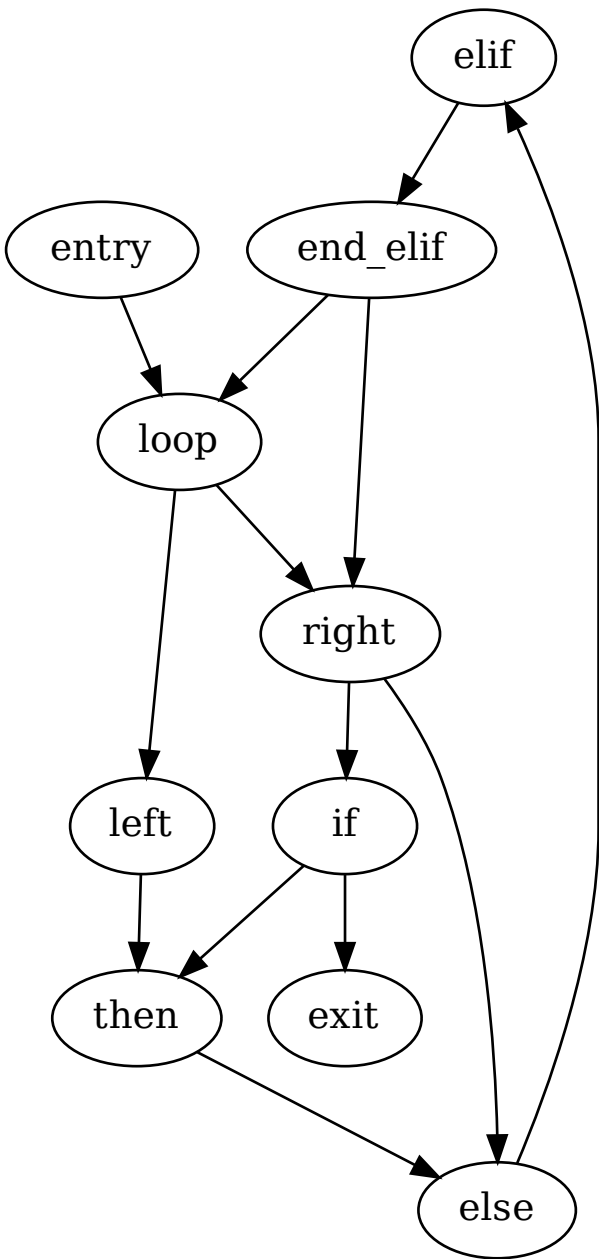 elif
entry
end_elif
loop
right
left
if
then
exit
else